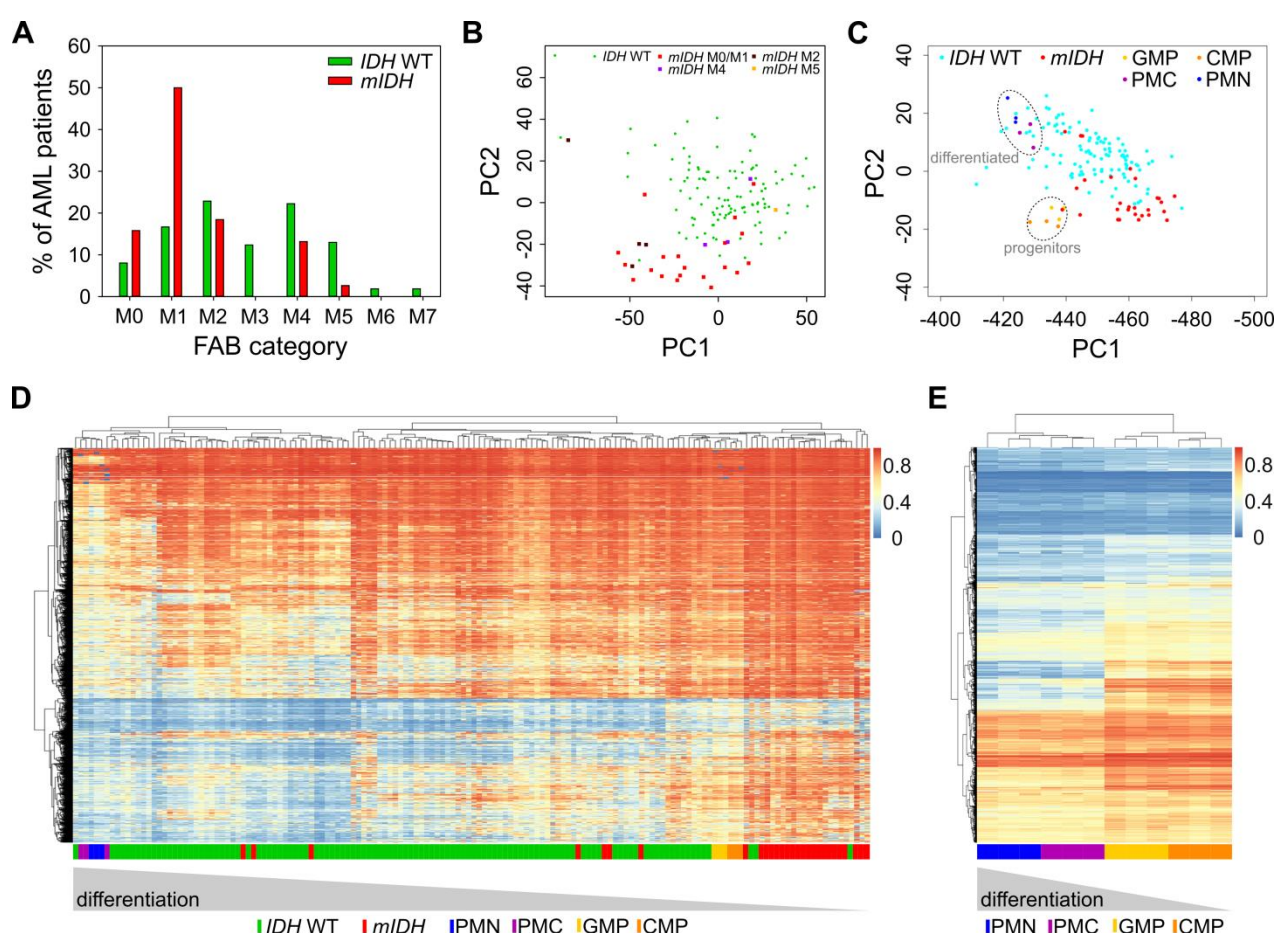 A
60
50
40
30
20
10
0
% of AML patients
IDH WT
mIDH
M0 M1 M2 M3 M4 M5 M6 M7
FAB category
B
IDH WT mIDH M0/M1 mIDH M2
mIDH M4 mIDH M5
60
40
20
0
-20
-40
PC2
-50 0 50
PC1
C
IDH WT mIDH GMP CMP
PMC PMN
40
20
0
-20
-40
PC2
differentiated
progenitors
-400 -420 -440 -460 -480 -500
PC1
D
0.8
0.4
0
differentiation
IDH WT mIDH PMN PMC GMP CMP
E
0.8
0.4
0
differentiation
PMN PMC GMP CMP